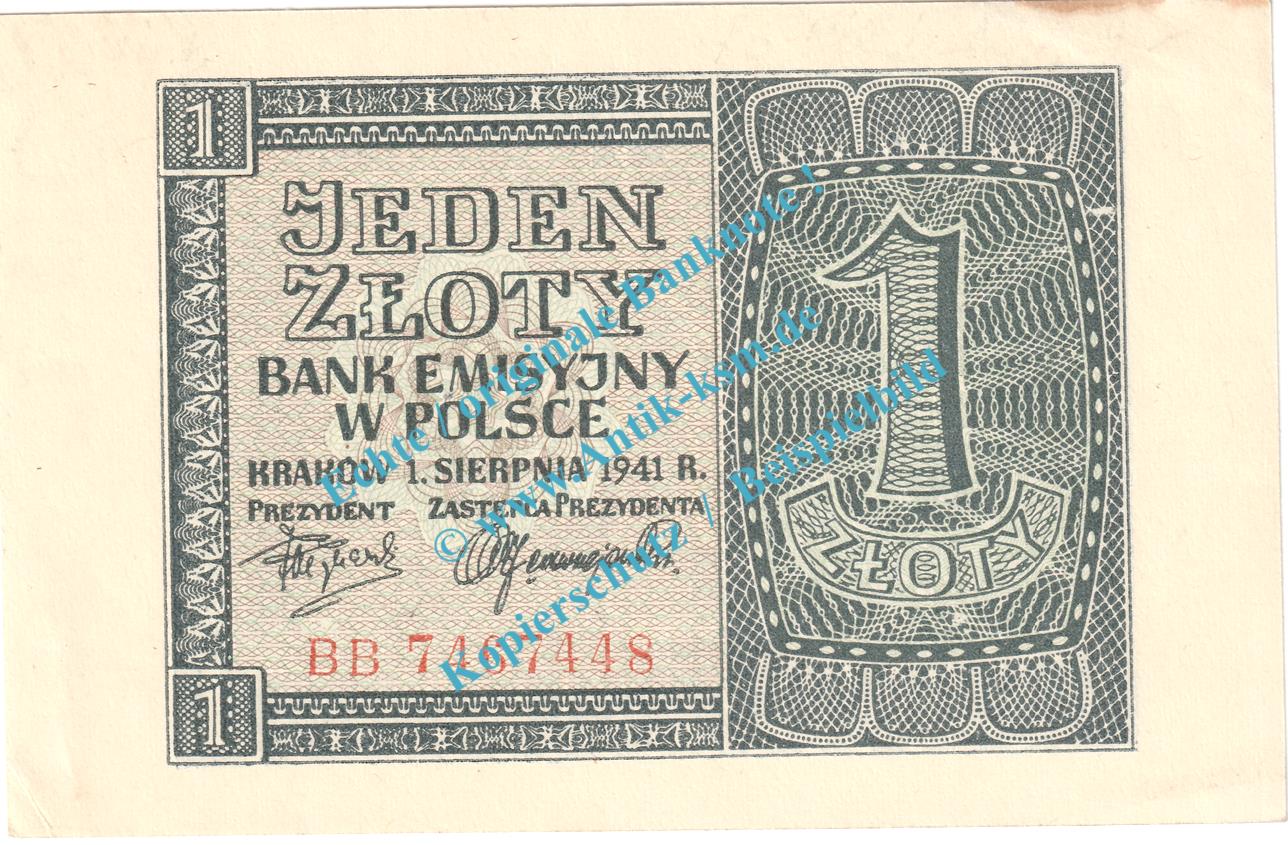 1
JEDEN
ZŁOTY
BANK EMISYJNY
W POLSCE
KRAKÓW 1. SIERPNIA 1941 R.
PREZYDENT ZASTĘPCA PREZYDENTA
BB 7467448
1
1
ZŁOTY
Echte / originale Banknote !
© www.Antik-ksm.de
Kopierschutz / Beispielbild